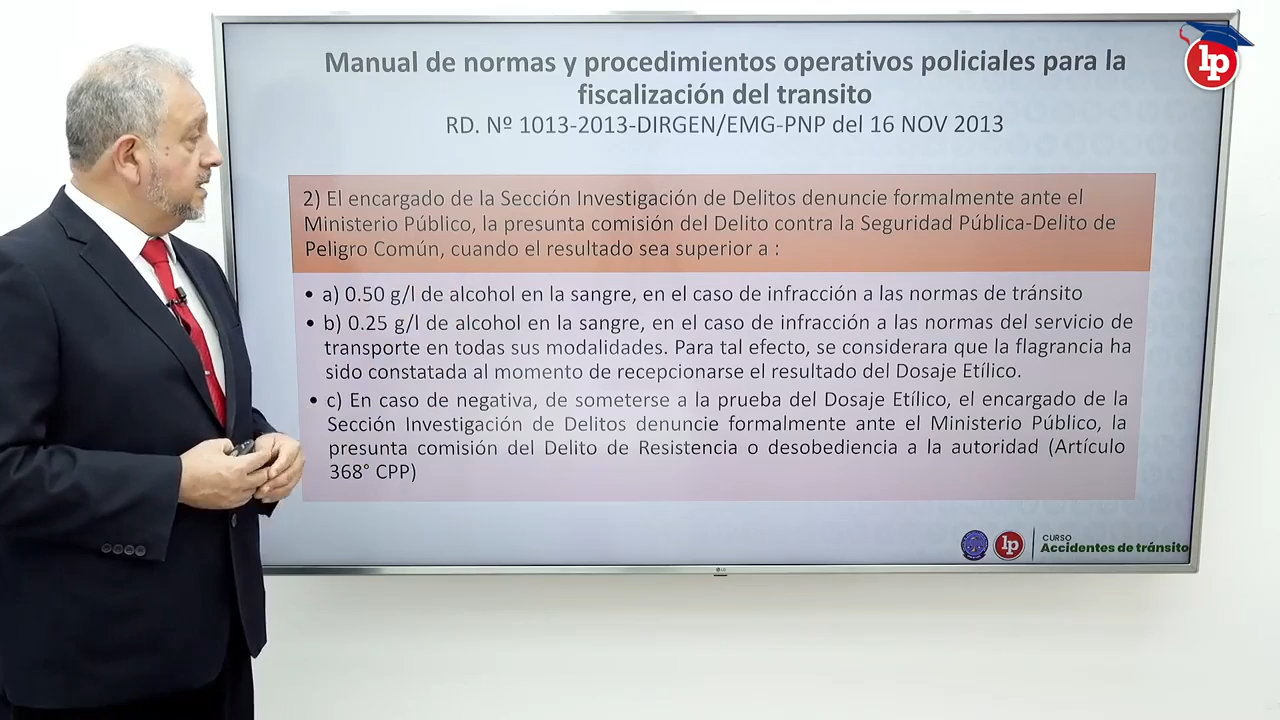 Manual de normas y procedimientos operativos policiales para la
fiscalización del transito
RD. Nº 1013-2013-DIRGEN/EMG-PNP del 16 NOV 2013
lp
2) El encargado de la Sección Investigación de Delitos denuncie formalmente ante el
Ministerio Público, la presunta comisión del Delito contra la Seguridad Pública-Delito de
Peligro Común, cuando el resultado sea superior a :
• a) 0.50 g/l de alcohol en la sangre, en el caso de infracción a las normas de tránsito
• b) 0.25 g/l de alcohol en la sangre, en el caso de infracción a las normas del servicio de
transporte en todas sus modalidades. Para tal efecto, se considerara que la flagrancia ha
sido constatada al momento de recepcionarse el resultado del Dosaje Etílico.
• c) En caso de negativa, de someterse a la prueba del Dosaje Etílico, el encargado de la
Sección Investigación de Delitos denuncie formalmente ante el Ministerio Público, la
presunta comisión del Delito de Resistencia o desobediencia a la autoridad (Artículo
368° CPP)
lp
CURSO
Accidentes de tránsito
LG